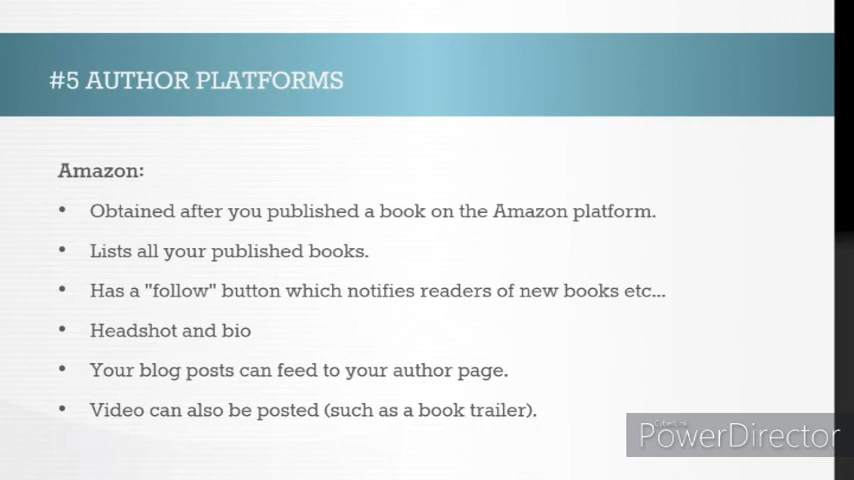 #5 AUTHOR PLATFORMS
Amazon:
• Obtained after you published a book on the Amazon platform.
• Lists all your published books.
• Has a "follow" button which notifies readers of new books etc...
• Headshot and bio
• Your blog posts can feed to your author page.
• Video can also be posted (such as a book trailer).
PowerDirector